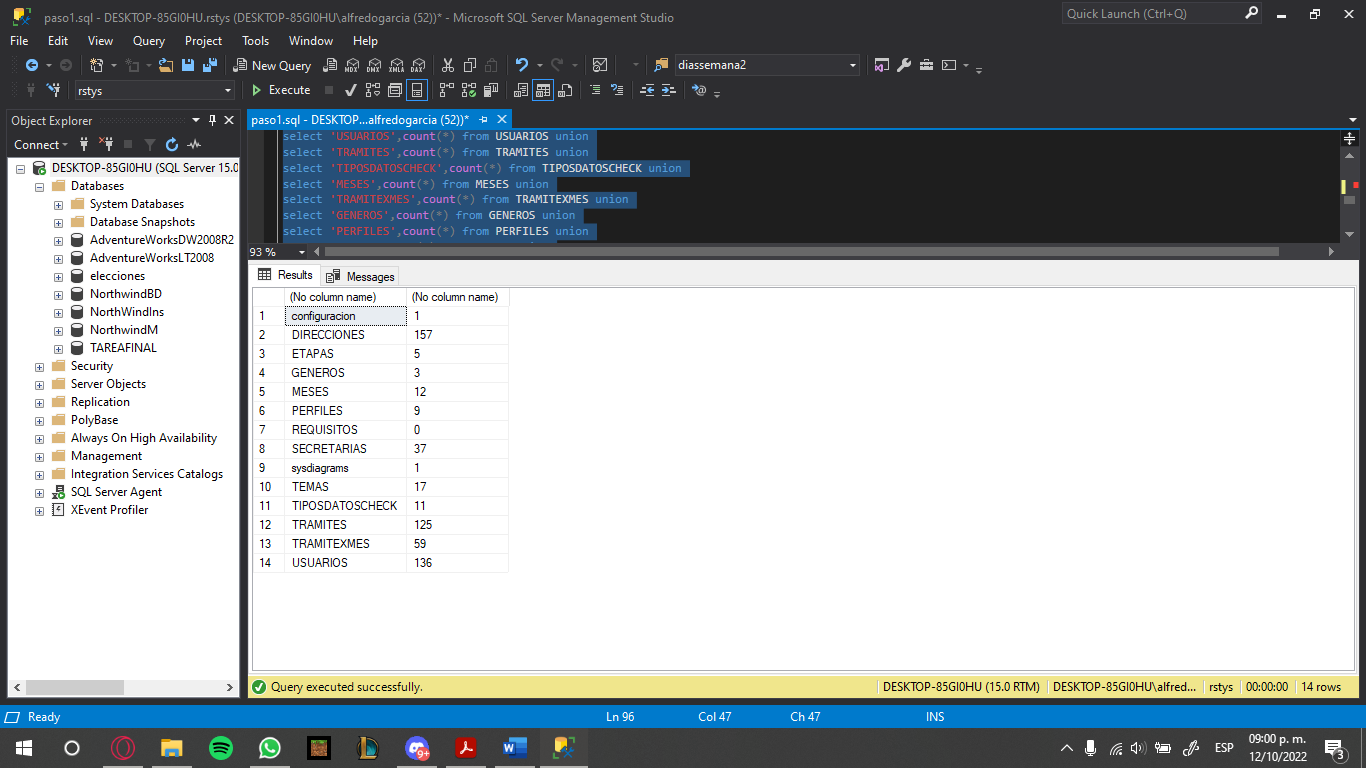 paso1.sql - DESKTOP-85GI0HU.rstys (DESKTOP-85GI0HU\alfredogarcia (52))* - Microsoft SQL Server Management Studio
Quick Launch (Ctrl+Q)
File Edit View Query Project Tools Window Help
New Query MDX DMX XMLA DAX diassemana2
rstys Execute
Object Explorer
Connect
DESKTOP-85GI0HU (SQL Server 15.0
Databases
System Databases
Database Snapshots
AdventureWorksDW2008R2
AdventureWorksLT2008
elecciones
NorthwindBD
NorthWindIns
NorthwindM
TAREAFINAL
Security
Server Objects
Replication
PolyBase
Always On High Availability
Management
Integration Services Catalogs
SQL Server Agent
XEvent Profiler
paso1.sql - DESKTOP...alfredogarcia (52))*
select 'USUARIOS',count(*) from USUARIOS union
select 'TRAMITES',count(*) from TRAMITES union
select 'TIPOSDATOSCHECK',count(*) from TIPOSDATOSCHECK union
select 'MESES',count(*) from MESES union
select 'TRAMITEXMES',count(*) from TRAMITEXMES union
select 'GENEROS',count(*) from GENEROS union
select 'PERFILES',count(*) from PERFILES union
93 %
Results Messages
(No column name) (No column name)
1 configuracion 1
2 DIRECCIONES 157
3 ETAPAS 5
4 GENEROS 3
5 MESES 12
6 PERFILES 9
7 REQUISITOS 0
8 SECRETARIAS 37
9 sysdiagrams 1
10 TEMAS 17
11 TIPOSDATOSCHECK 11
12 TRAMITES 125
13 TRAMITEXMES 59
14 USUARIOS 136
Query executed successfully. DESKTOP-85GI0HU (15.0 RTM) DESKTOP-85GI0HU\alfred... rstys 00:00:00 14 rows
Ready Ln 96 Col 47 Ch 47 INS
9+ ESP 09:00 p. m.
12/10/2022 3